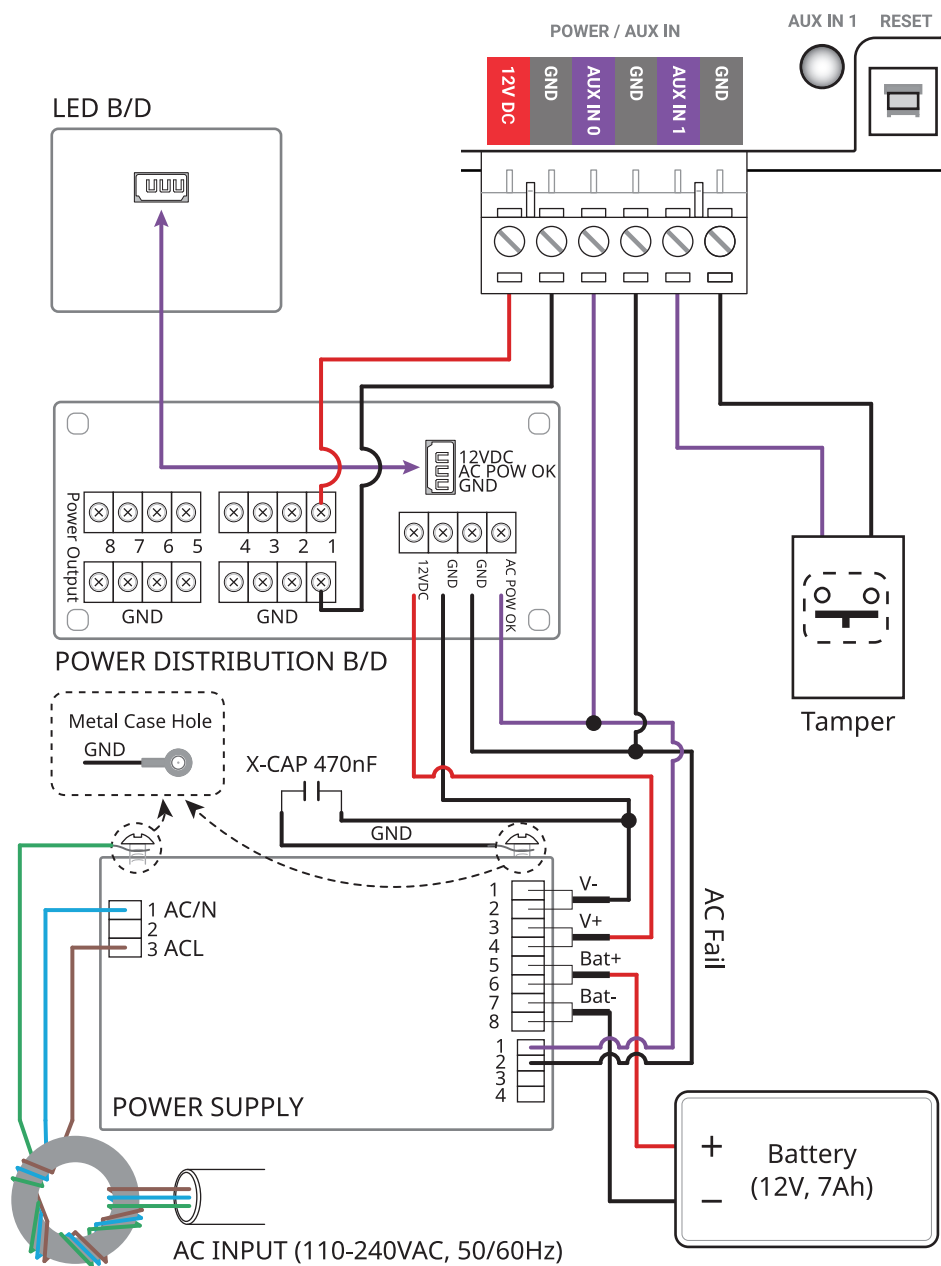 AUX IN 1
RESET
POWER / AUX IN
12V DC
GND
AUX IN 0
GND
AUX IN 1
GND
LED B/D
12VDC
AC POW OK
GND
Power Output
8 7 6 5
4 3 2 1
GND
GND
12VDC
GND
GND
AC POW OK
POWER DISTRIBUTION B/D
Tamper
Metal Case Hole
GND
X-CAP 470nF
GND
1 AC/N
2
3 ACL
1
2
3
4
5
6
7
8
V-
V+
Bat+
Bat-
1
2
3
4
AC Fail
POWER SUPPLY
+
−
Battery
(12V, 7Ah)
AC INPUT (110-240VAC, 50/60Hz)